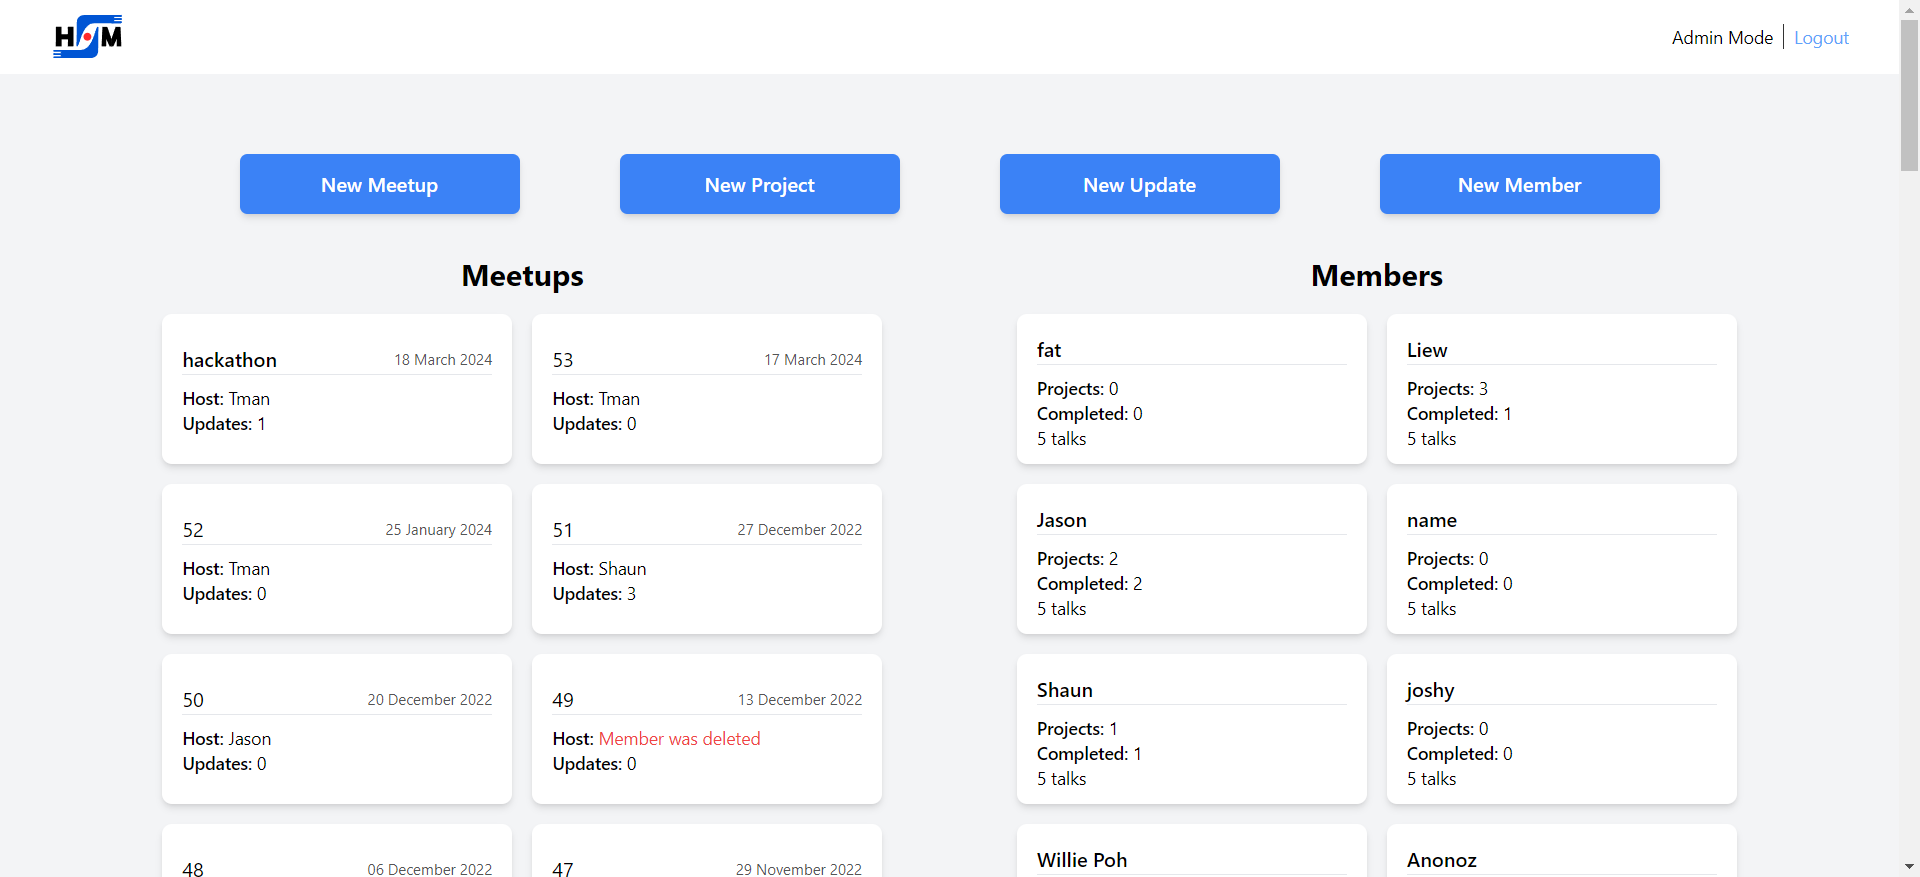 HSM
Admin Mode
Logout
New Meetup
New Project
New Update
New Member
Meetups
hackathon
18 March 2024
Host: Tman
Updates: 1
53
17 March 2024
Host: Tman
Updates: 0
52
25 January 2024
Host: Tman
Updates: 0
51
27 December 2022
Host: Shaun
Updates: 3
50
20 December 2022
Host: Jason
Updates: 0
49
13 December 2022
Host: Member was deleted
Updates: 0
48
06 December 2022
47
29 November 2022
Members
fat
Projects: 0
Completed: 0
5 talks
Liew
Projects: 3
Completed: 1
5 talks
Jason
Projects: 2
Completed: 2
5 talks
name
Projects: 0
Completed: 0
5 talks
Shaun
Projects: 1
Completed: 1
5 talks
joshy
Projects: 0
Completed: 0
5 talks
Willie Poh
Anonoz